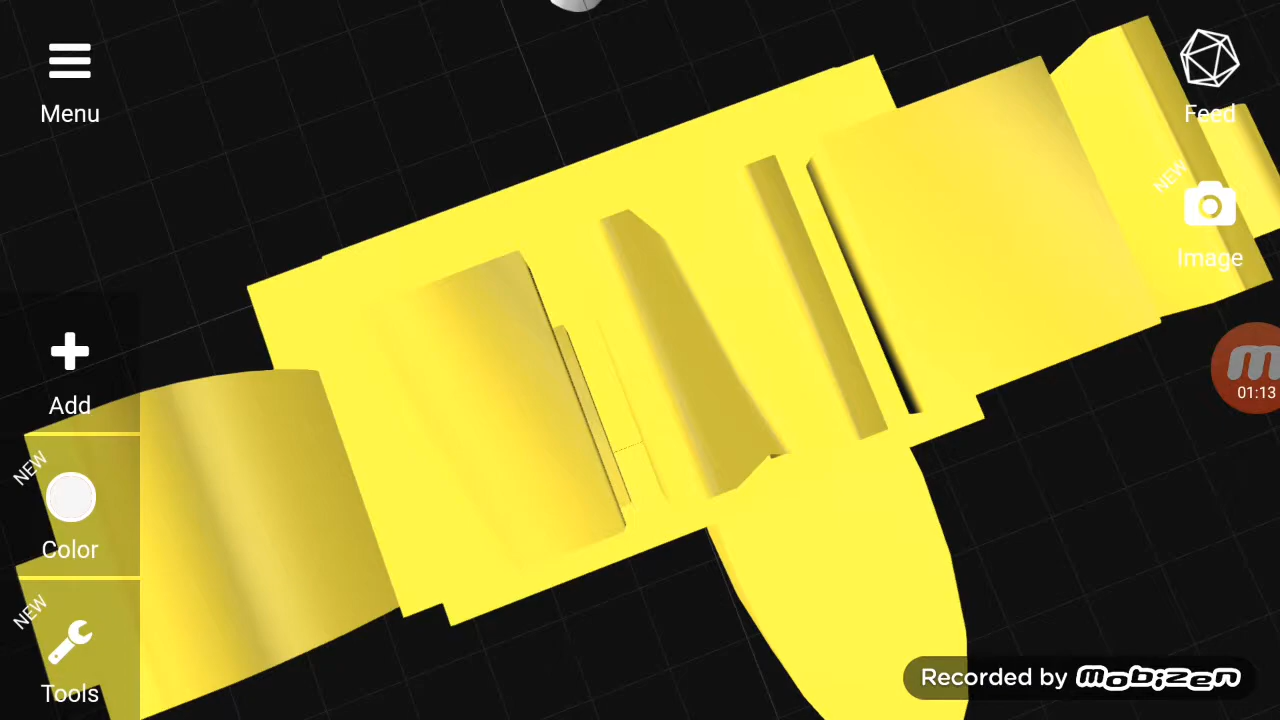 Menu
Feed
NEW
Image
Add
01:13
NEW
Color
NEW
Tools
Recorded by mobizen